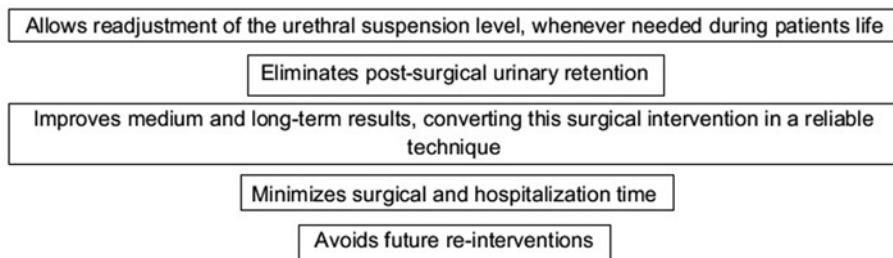 Allows readjustment of the urethral suspension level, whenever needed during patients life
Eliminates post-surgical urinary retention
Improves medium and long-term results, converting this surgical intervention in a reliable
technique
Minimizes surgical and hospitalization time
Avoids future re-interventions